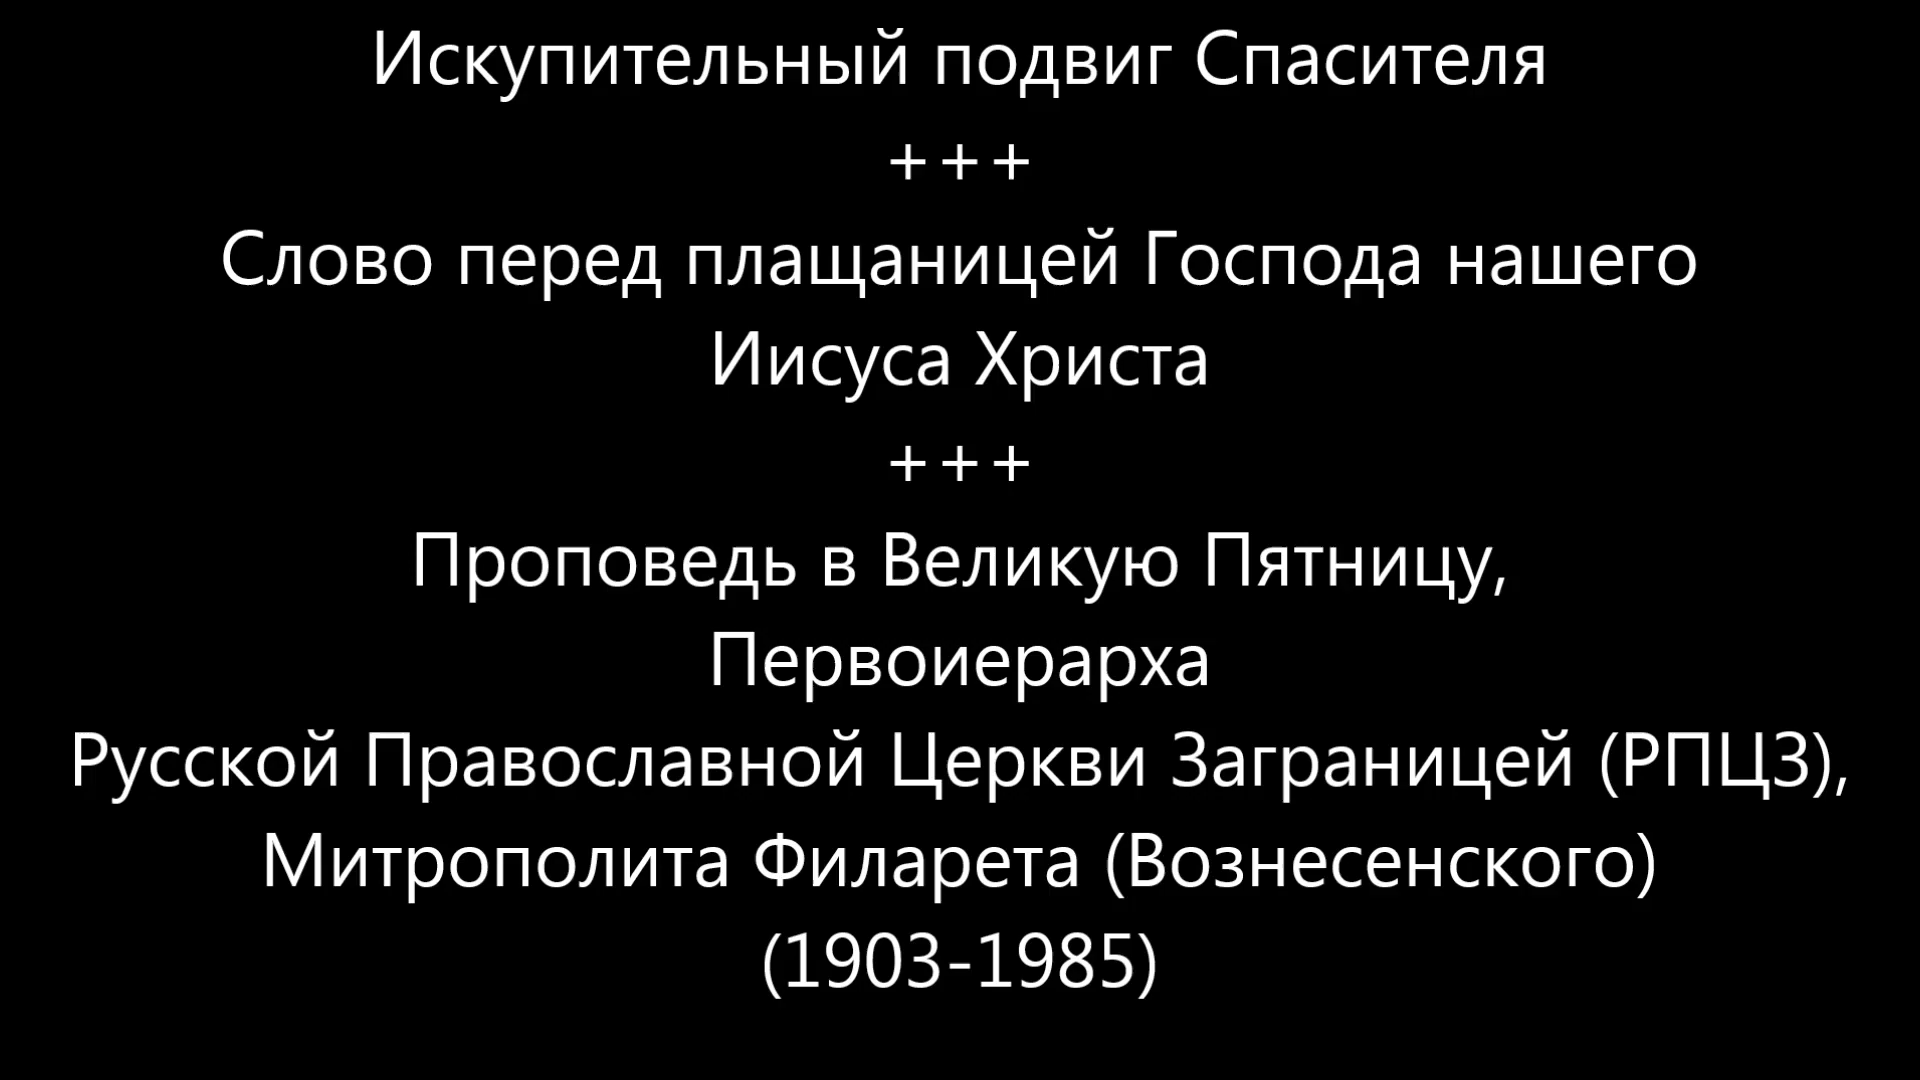 Искупительный подвиг Спасителя
+++
Слово перед плащаницей Господа нашего
Иисуса Христа
+++
Проповедь в Великую Пятницу,
Первоиерарха
Русской Православной Церкви Заграницей (РПЦЗ),
Митрополита Филарета (Вознесенского)
(1903-1985)